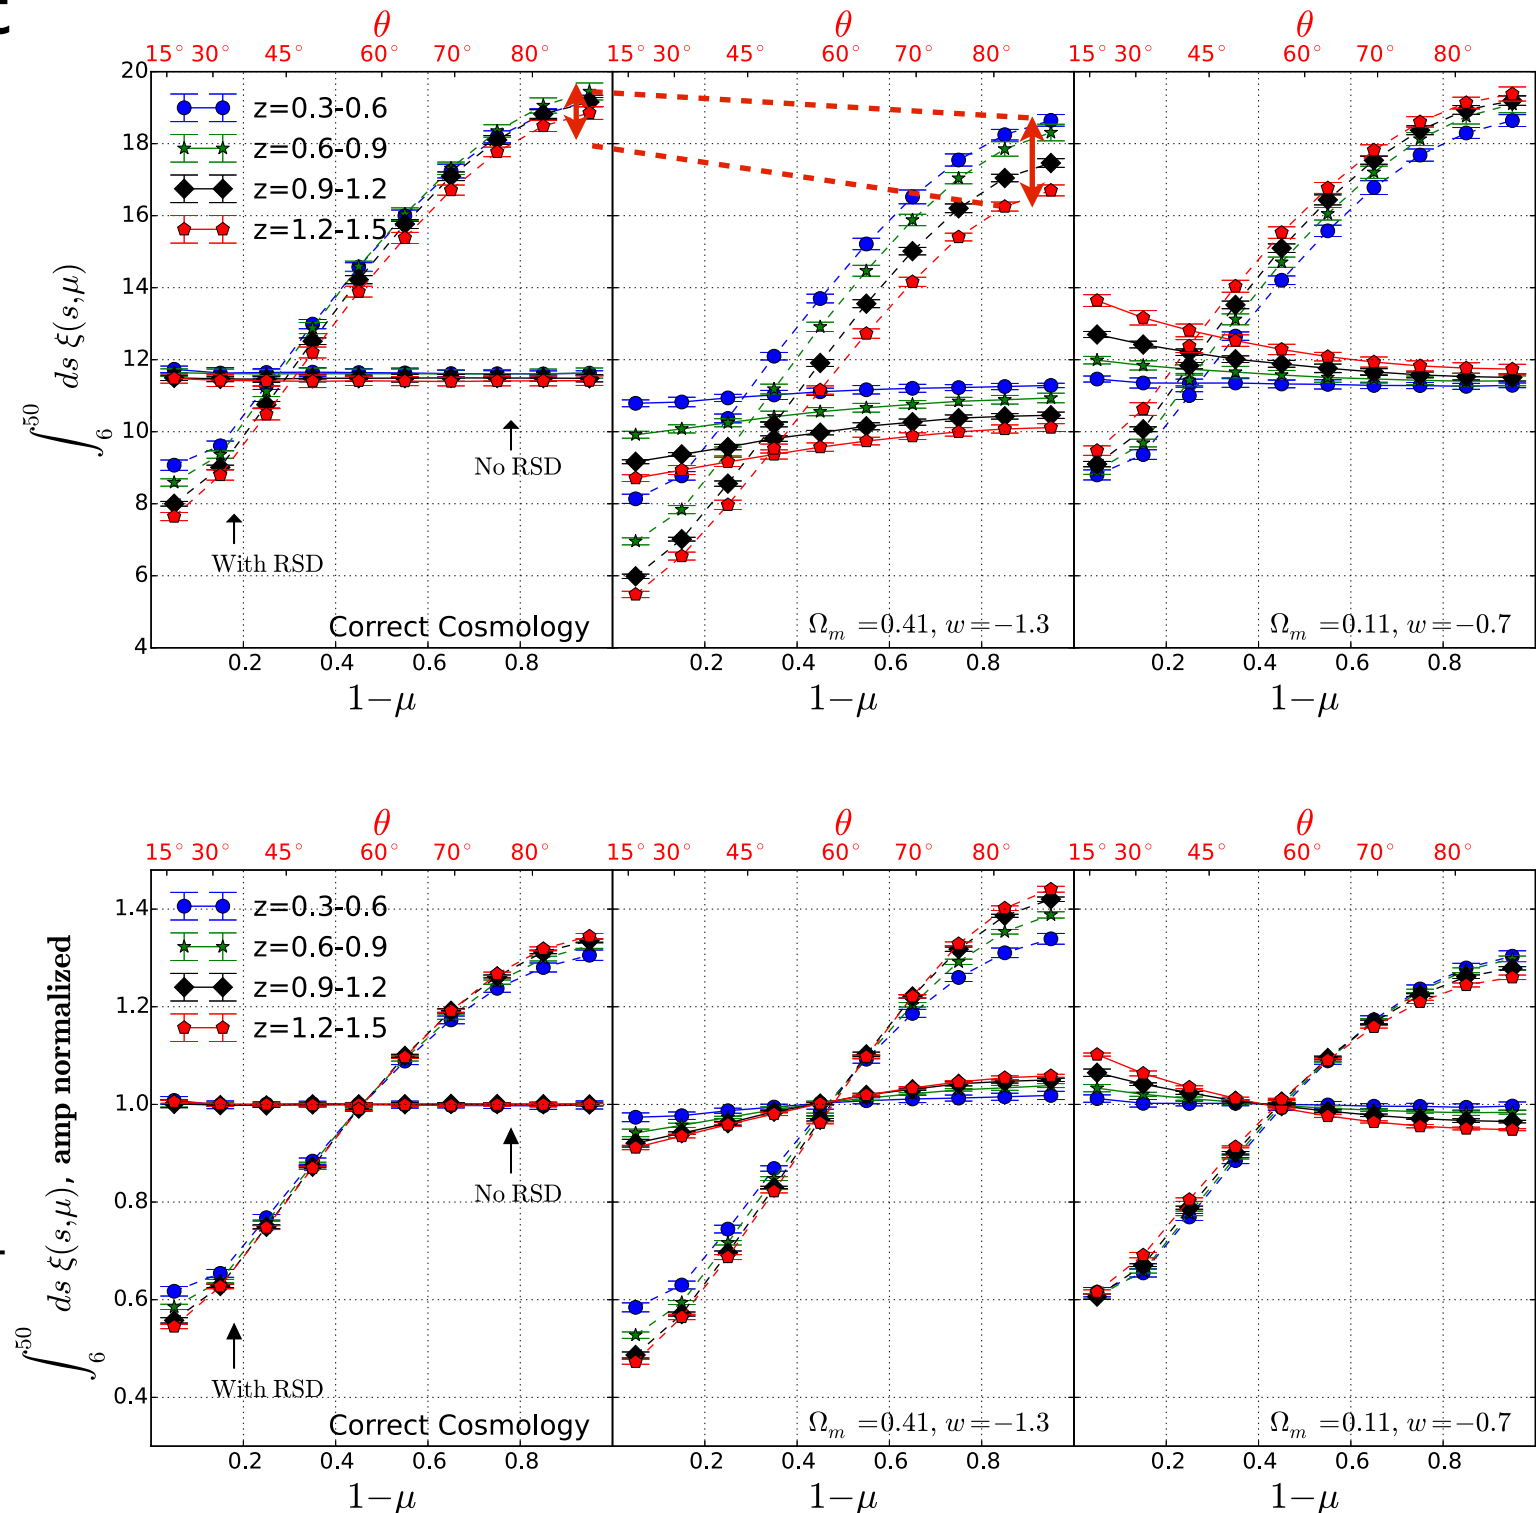 θ θ θ
15° 30° 45° 60° 70° 80° 15° 30° 45° 60° 70° 80° 15° 30° 45° 60° 70° 80°
20
18
16
14
12
10
8
6
4
z=0.3-0.6
z=0.6-0.9
z=0.9-1.2
z=1.2-1.5
∫₆⁵⁰ ds ξ(s,μ)
No RSD
With RSD
Correct Cosmology
Ω_m =0.41, w=−1.3
Ω_m =0.11, w=−0.7
0.2 0.4 0.6 0.8 0.2 0.4 0.6 0.8 0.2 0.4 0.6 0.8
1−μ 1−μ 1−μ
θ θ θ
15° 30° 45° 60° 70° 80° 15° 30° 45° 60° 70° 80° 15° 30° 45° 60° 70° 80°
1.4
1.2
1.0
0.8
0.6
0.4
z=0.3-0.6
z=0.6-0.9
z=0.9-1.2
z=1.2-1.5
∫₆⁵⁰ ds ξ(s,μ), amp normalized
No RSD
With RSD
Correct Cosmology
Ω_m =0.41, w=−1.3
Ω_m =0.11, w=−0.7
0.2 0.4 0.6 0.8 0.2 0.4 0.6 0.8 0.2 0.4 0.6 0.8
1−μ 1−μ 1−μ